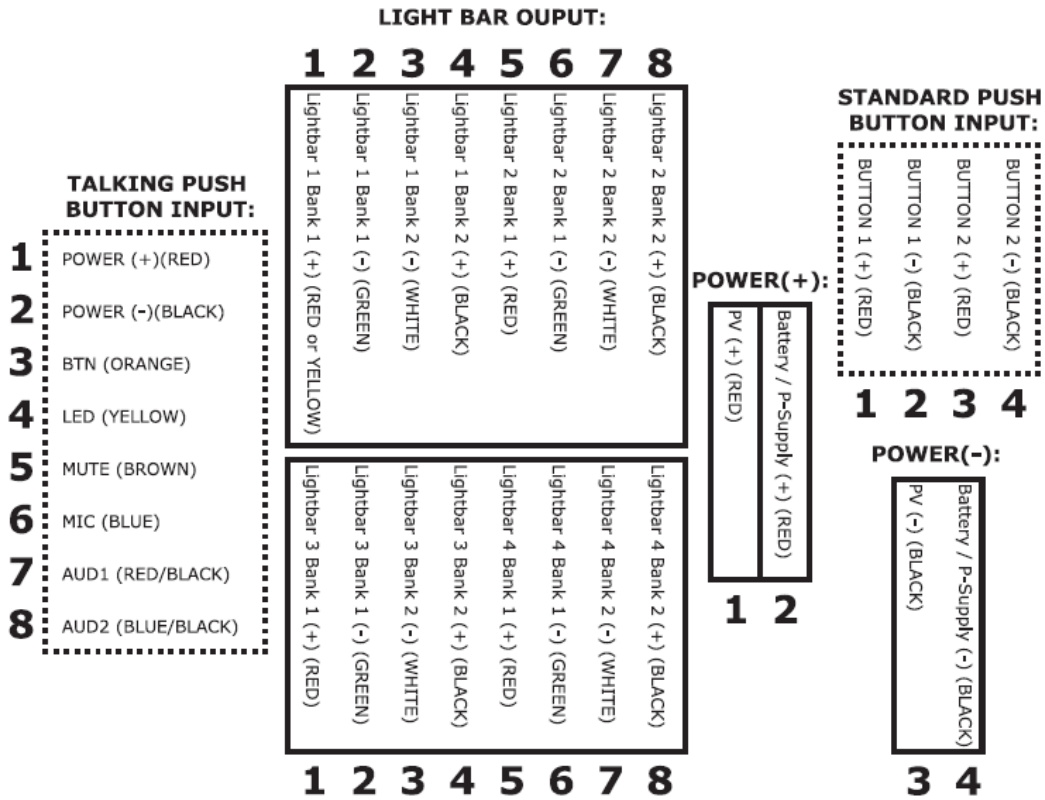 LIGHT BAR OUPUT:
1 2 3 4 5 6 7 8
Lightbar 1 Bank 1 (+) (RED or YELLOW)
Lightbar 1 Bank 1 (-) (GREEN)
Lightbar 1 Bank 2 (-) (WHITE)
Lightbar 1 Bank 2 (+) (BLACK)
Lightbar 2 Bank 1 (+) (RED)
Lightbar 2 Bank 1 (-) (GREEN)
Lightbar 2 Bank 2 (-) (WHITE)
Lightbar 2 Bank 2 (+) (BLACK)
Lightbar 3 Bank 1 (+) (RED)
Lightbar 3 Bank 1 (-) (GREEN)
Lightbar 3 Bank 2 (-) (WHITE)
Lightbar 3 Bank 2 (+) (BLACK)
Lightbar 4 Bank 1 (+) (RED)
Lightbar 4 Bank 1 (-) (GREEN)
Lightbar 4 Bank 2 (-) (WHITE)
Lightbar 4 Bank 2 (+) (BLACK)
1 2 3 4 5 6 7 8
TALKING PUSH
BUTTON INPUT:
1 POWER (+)(RED)
2 POWER (-)(BLACK)
3 BTN (ORANGE)
4 LED (YELLOW)
5 MUTE (BROWN)
6 MIC (BLUE)
7 AUD1 (RED/BLACK)
8 AUD2 (BLUE/BLACK)
POWER(+):
PV (+) (RED)
Battery / P-Supply (+) (RED)
1 2
STANDARD PUSH
BUTTON INPUT:
BUTTON 1 (+) (RED)
BUTTON 1 (-) (BLACK)
BUTTON 2 (+) (RED)
BUTTON 2 (-) (BLACK)
1 2 3 4
POWER(-):
PV (-) (BLACK)
Battery / P-Supply (-) (BLACK)
3 4